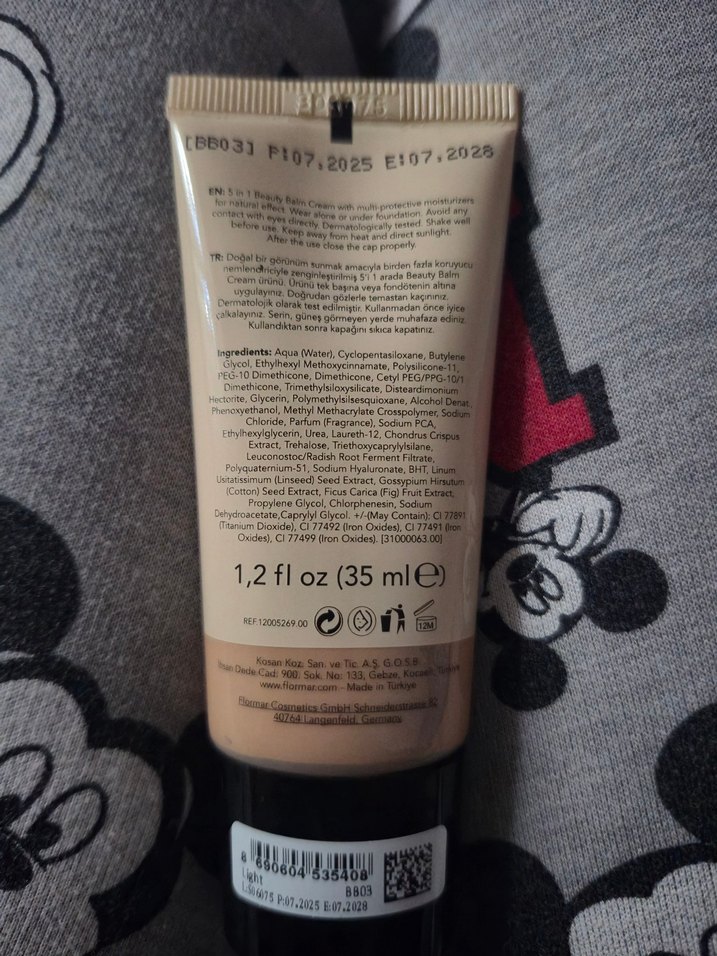 [BB03] P:07.2025 E:07.2028
EN: 5 in 1 Beauty Balm Cream with multi-protective moisturizers
for natural effect. Wear alone or under foundation. Avoid any
contact with eyes directly. Dermatologically tested. Shake well
before use. Keep away from heat and direct sunlight.
After the use close the cap properly.
TR: Doğal bir görünüm sunmak amacıyla birden fazla koruyucu
nemlendiriciyle zenginleştirilmiş 5'i 1 arada Beauty Balm
Cream ürünü. Ürünü tek başına veya fondötenin altına
uygulayınız. Doğrudan gözlerle temastan kaçınınız.
Dermatolojik olarak test edilmiştir. Kullanmadan önce iyice
çalkalayınız. Serin, güneş görmeyen yerde muhafaza ediniz.
Kullandıktan sonra kapağını sıkıca kapatınız.
Ingredients: Aqua (Water), Cyclopentasiloxane, Butylene
Glycol, Ethylhexyl Methoxycinnamate, Polysilicone-11,
PEG-10 Dimethicone, Dimethicone, Cetyl PEG/PPG-10/1
Dimethicone, Trimethylsiloxysilicate, Disteardimonium
Hectorite, Glycerin, Polymethylsilsesquioxane, Alcohol Denat.,
Phenoxyethanol, Methyl Methacrylate Crosspolymer, Sodium
Chloride, Parfum (Fragrance), Sodium PCA,
Ethylhexylglycerin, Urea, Laureth-12, Chondrus Crispus
Extract, Trehalose, Triethoxycaprylylsilane,
Leuconostoc/Radish Root Ferment Filtrate,
Polyquaternium-51, Sodium Hyaluronate, BHT, Linum
Usitatissimum (Linseed) Seed Extract, Gossypium Hirsutum
(Cotton) Seed Extract, Ficus Carica (Fig) Fruit Extract,
Propylene Glycol, Chlorphenesin, Sodium
Dehydroacetate,Caprylyl Glycol. +/-(May Contain): CI 77891
(Titanium Dioxide), CI 77492 (Iron Oxides), CI 77491 (Iron
Oxides), CI 77499 (Iron Oxides). [31000063.00]
1,2 fl oz (35 ml ℮)
REF.12005269.00
12M
Kosan Koz. San. ve Tic. A.Ş. G.O.S.B.
İhsan Dede Cad: 900. Sok. No: 133, Gebze, Kocaeli, Türkiye
www.flormar.com - Made in Türkiye
Flormar Cosmetics GmbH Schneiderstrasse 82
40764 Langenfeld, Germany
8 690604 535408
Light BB03
L:506075 P:07.2025 E:07.2028